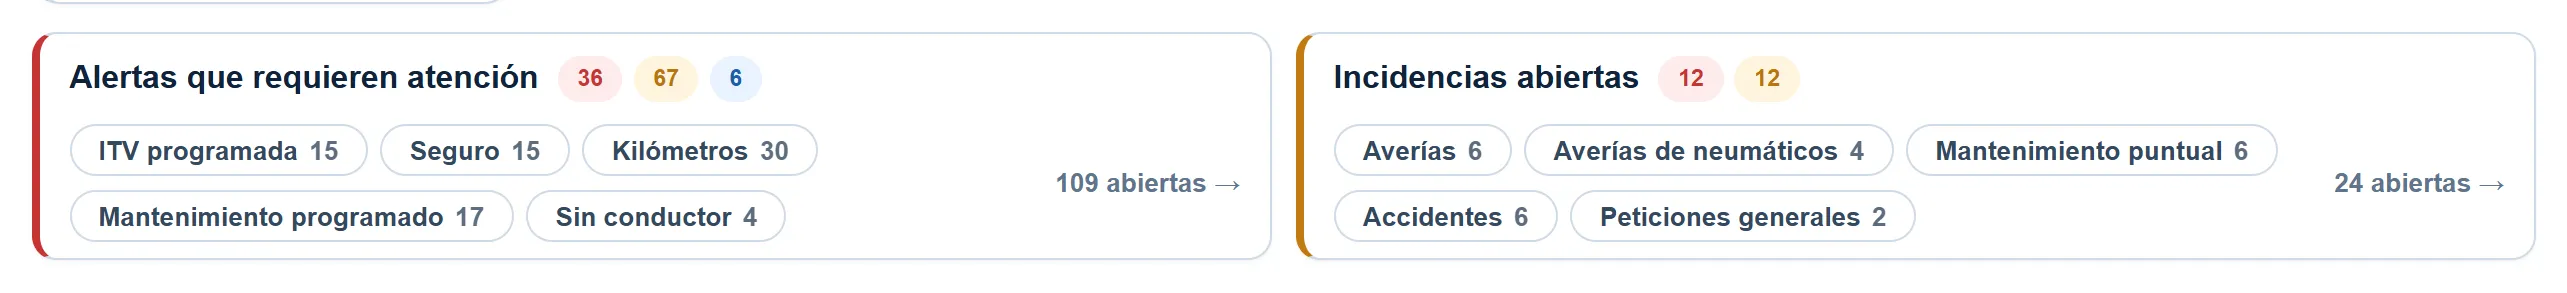 Alertas que requieren atención 36 67 6
ITV programada 15 Seguro 15 Kilómetros 30
Mantenimiento programado 17 Sin conductor 4
109 abiertas →
Incidencias abiertas 12 12
Averías 6 Averías de neumáticos 4 Mantenimiento puntual 6
Accidentes 6 Peticiones generales 2
24 abiertas →